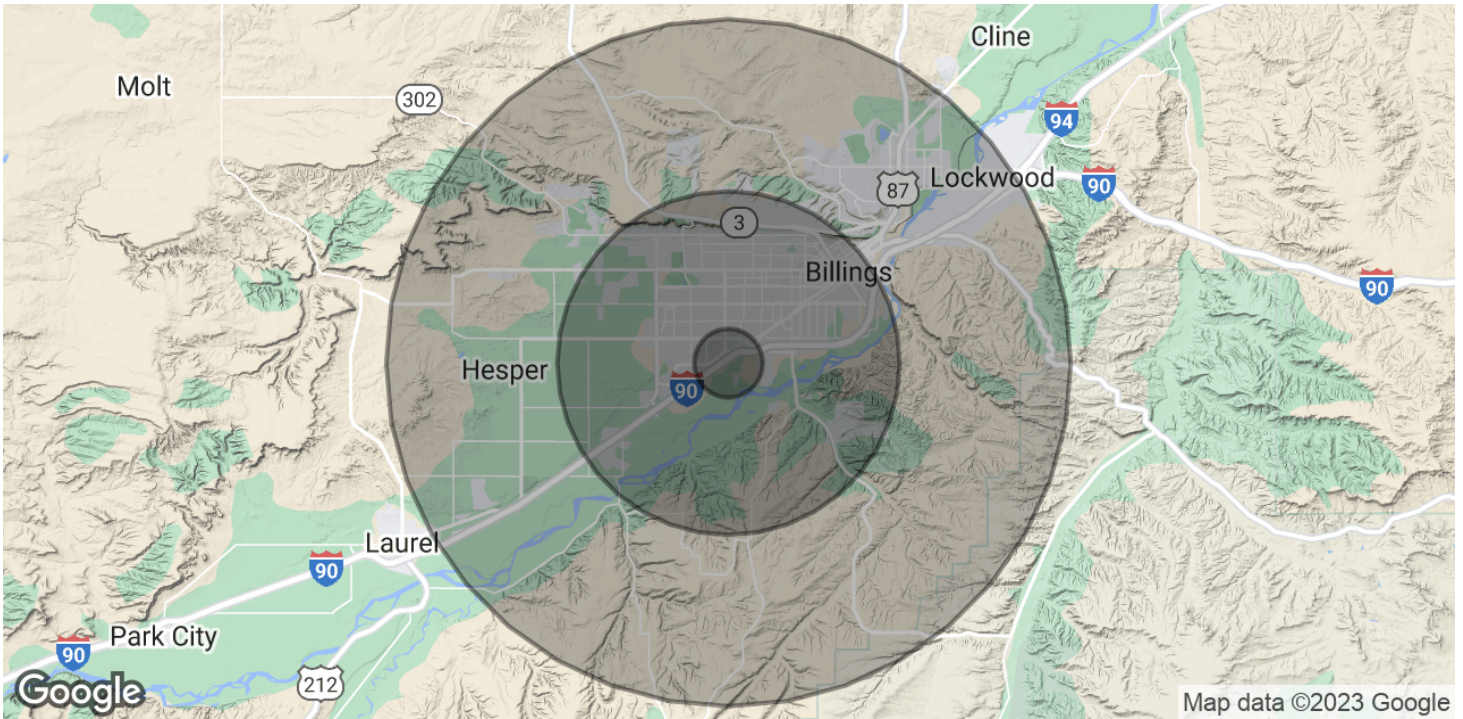 Cline
Molt
302
94
87
Lockwood
90
3
Billings
90
Hesper
90
Laurel
90
Park City
90
212
Google
Map data ©2023 Google